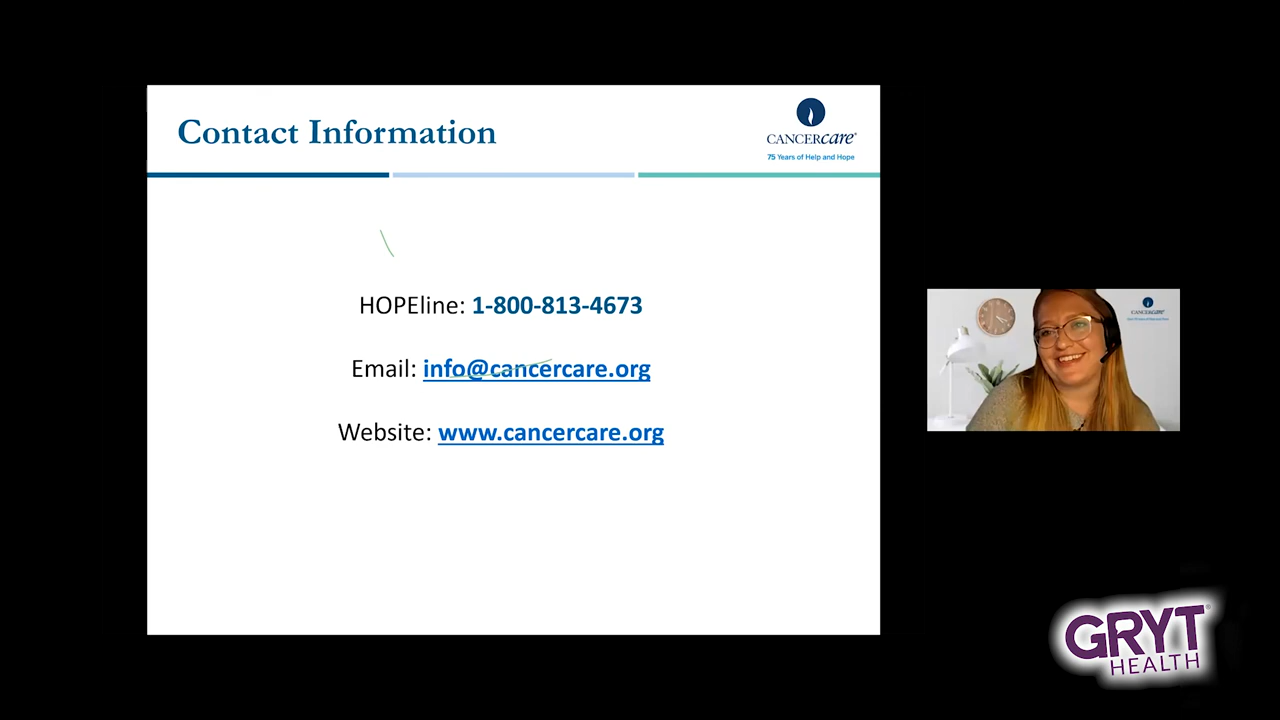 Contact Information
CANCERcare®
75 Years of Help and Hope
HOPEline: 1-800-813-4673
Email: info@cancercare.org
Website: www.cancercare.org
CANCERcare
GRYT
HEALTH